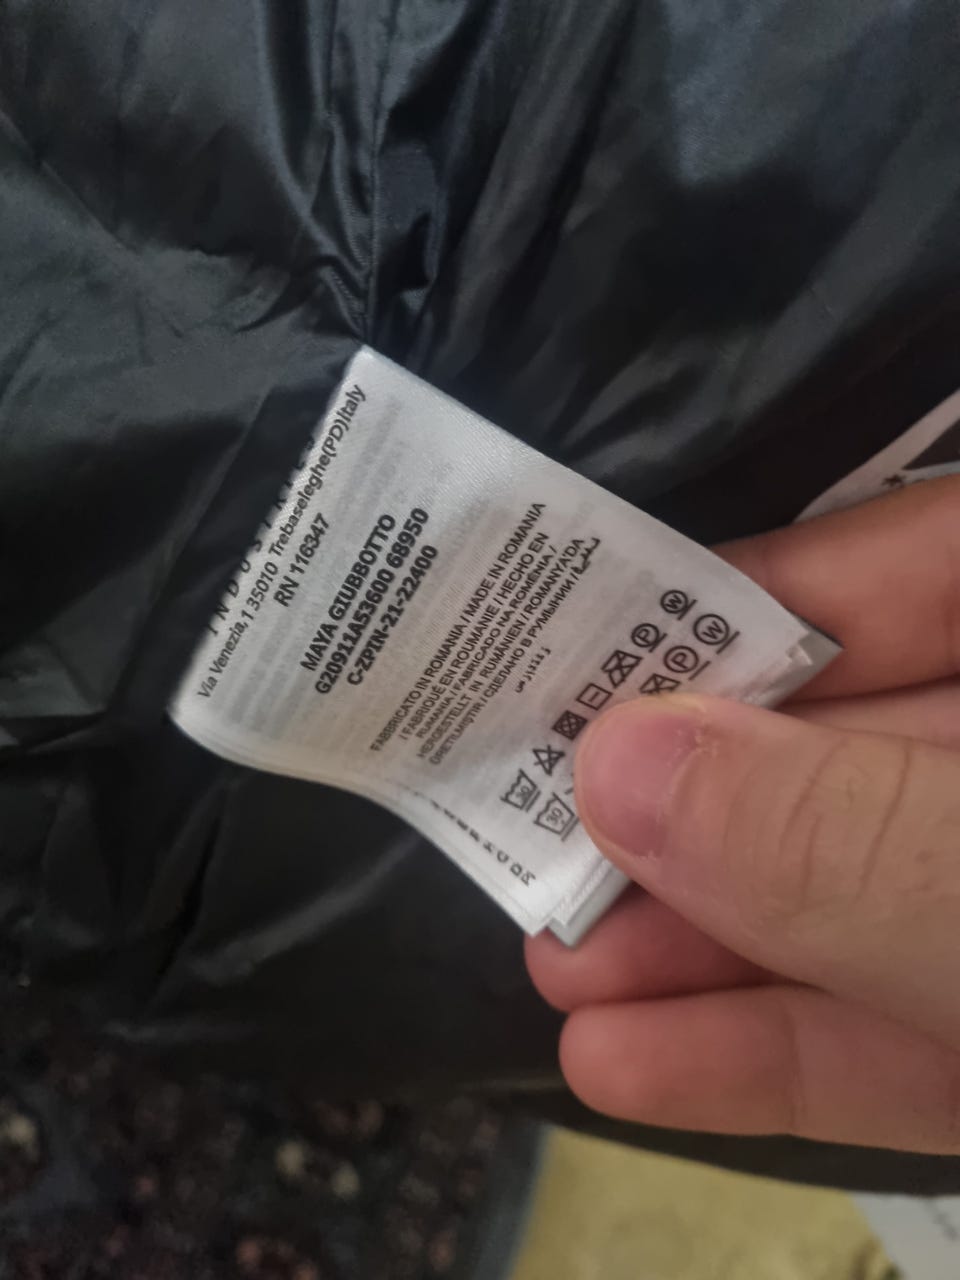 INDUSTRIES
Via Venezia,1 35010 Trebaseleghe(PD)Italy
RN 116347
MAYA GIUBBOTTO
G20911A53600 68950
C-ZPIN-21-22400
FABBRICATO IN ROMANIA / MADE IN ROMANIA
/ FABRIQUÉ EN ROUMANIE / HECHO EN
RUMANIA / FABRICADO NA ROMÉNIA /
HERGESTELLT IN RUMÄNIEN / ROMANYA'DA
ÜRETILMIŞTIR / СДЕЛАНО В РУМЫНИИ /
30 P W
30 P W